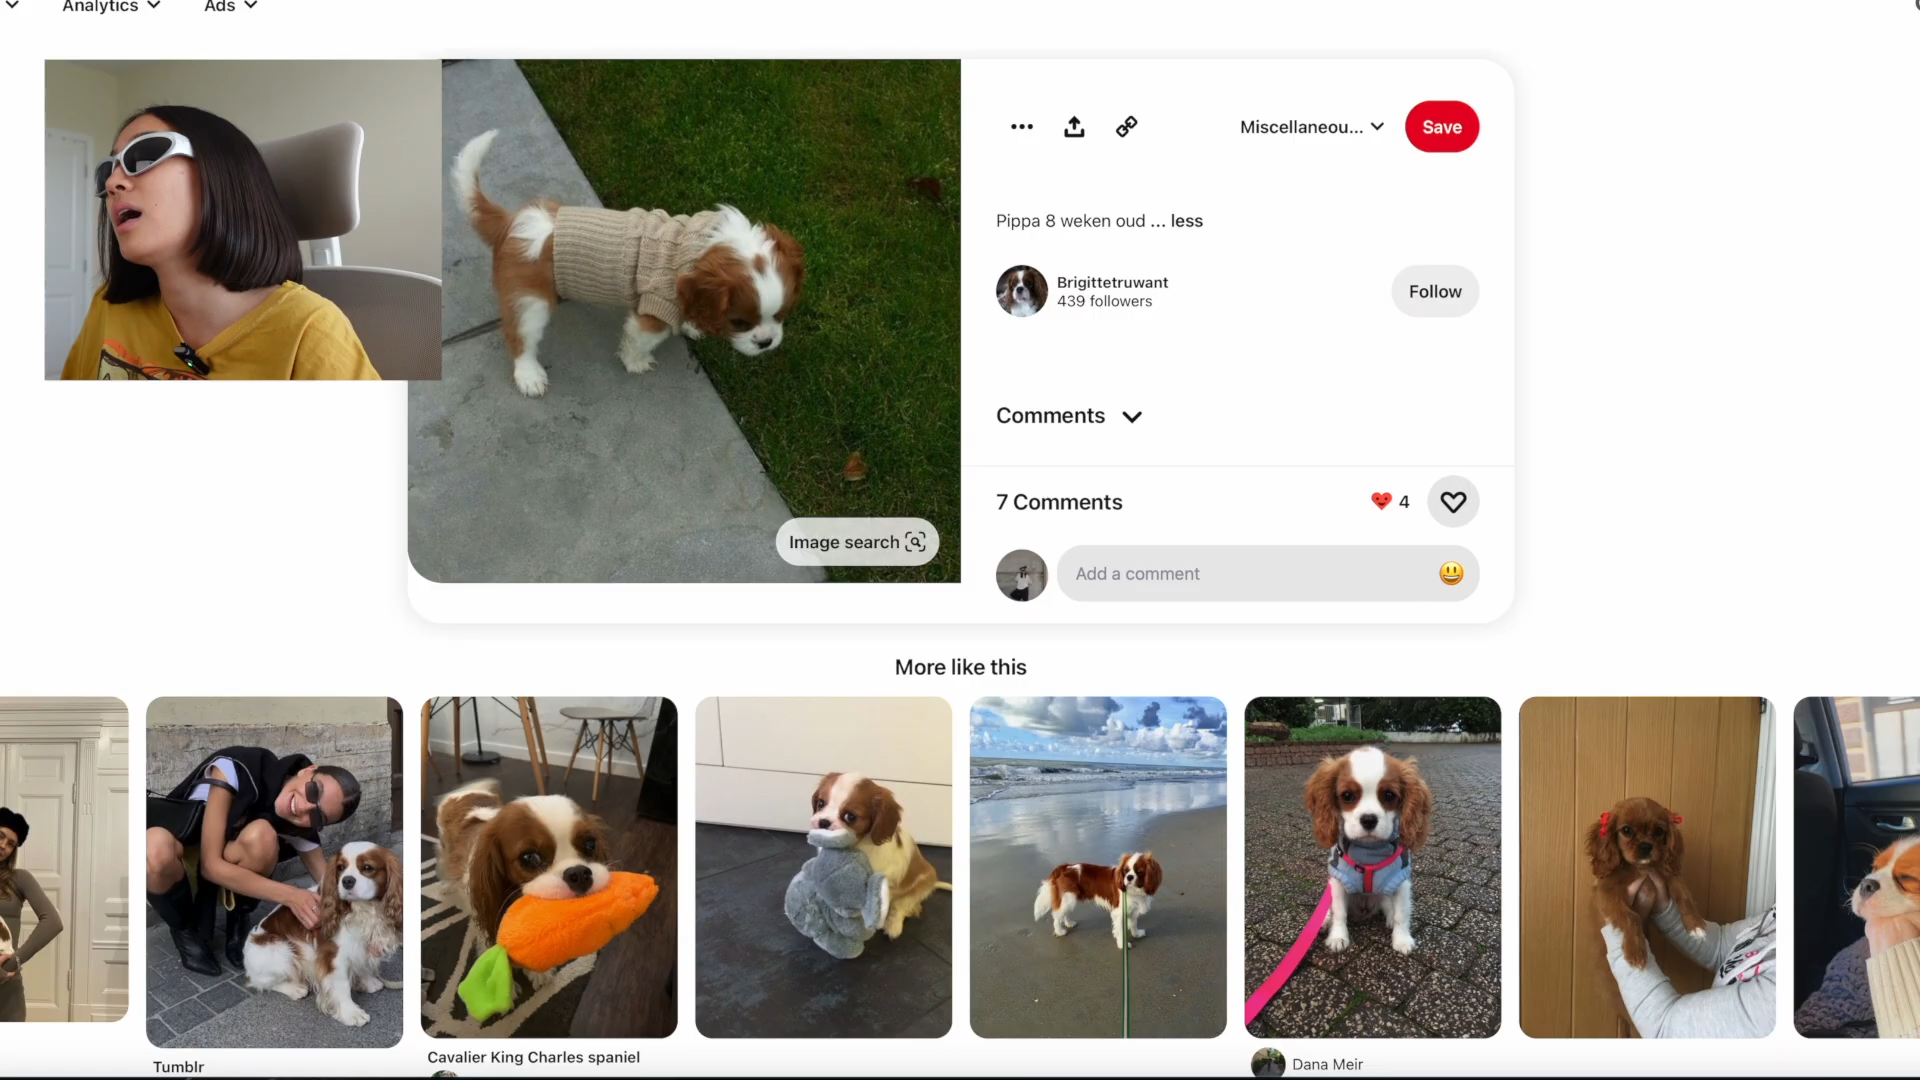 Analytics
Ads
Miscellaneou...
Save
Pippa 8 weken oud ... less
Brigittetruwant
439 followers
Follow
Comments
7 Comments
4
Image search
Add a comment
More like this
Tumblr
Cavalier King Charles spaniel
Dana Meir